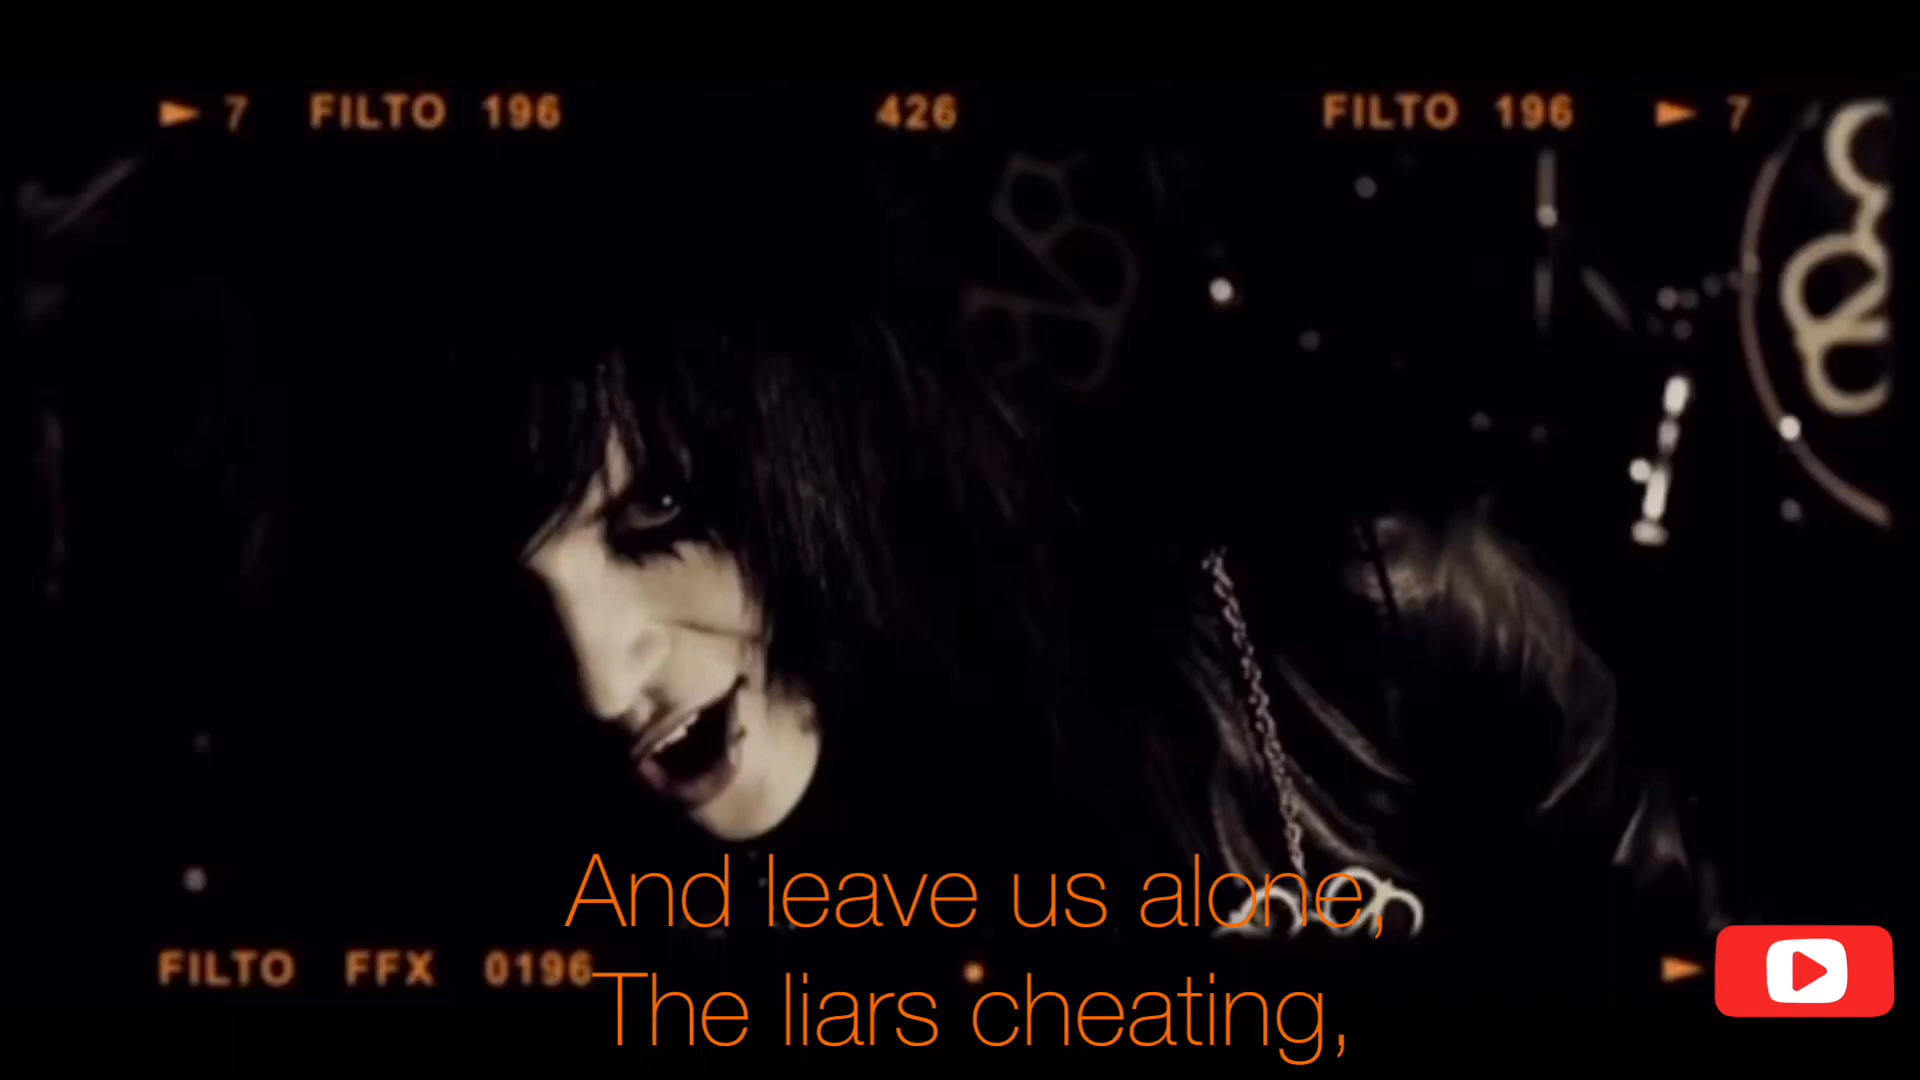 7 FILTO 196 426 FILTO 196 7
And leave us alone,
FILTO FFX 0196
The liars cheating,